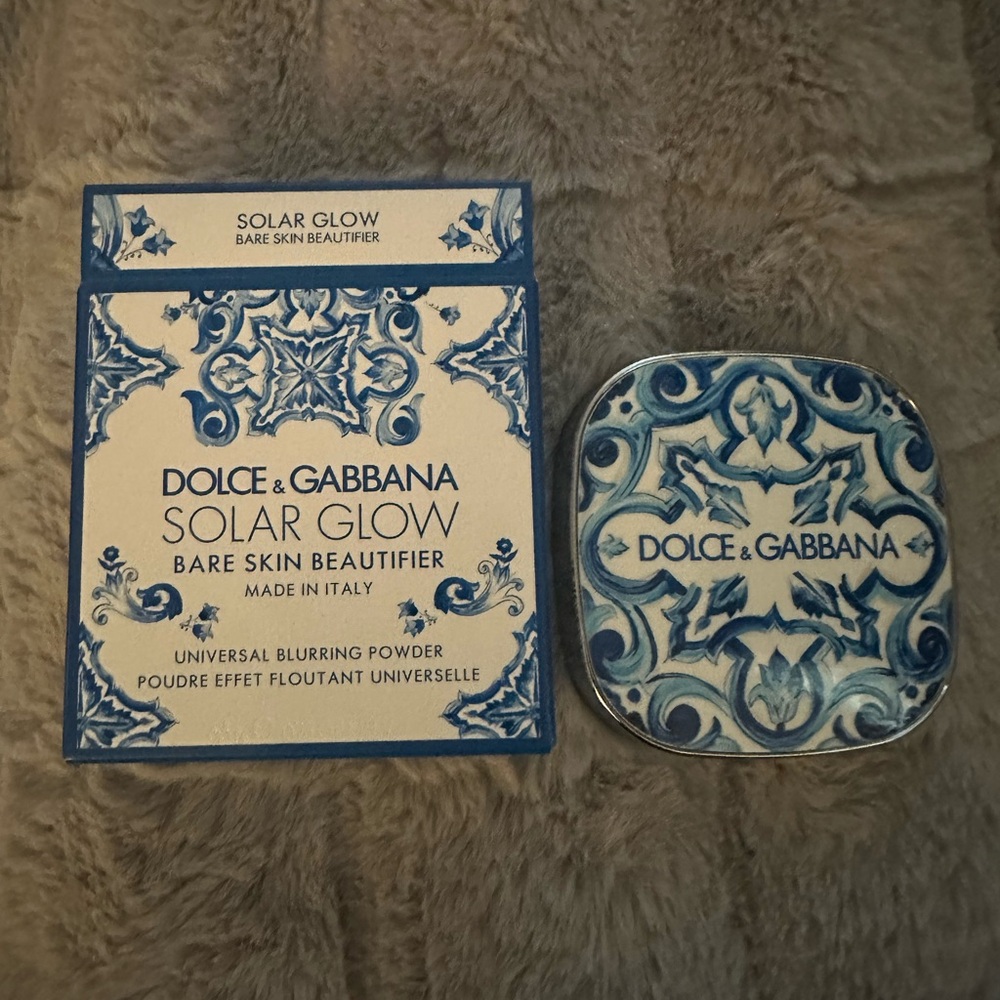 SOLAR GLOW
BARE SKIN BEAUTIFIER
DOLCE & GABBANA
SOLAR GLOW
BARE SKIN BEAUTIFIER
MADE IN ITALY
UNIVERSAL BLURRING POWDER
POUDRE EFFET FLOUTANT UNIVERSELLE
DOLCE & GABBANA